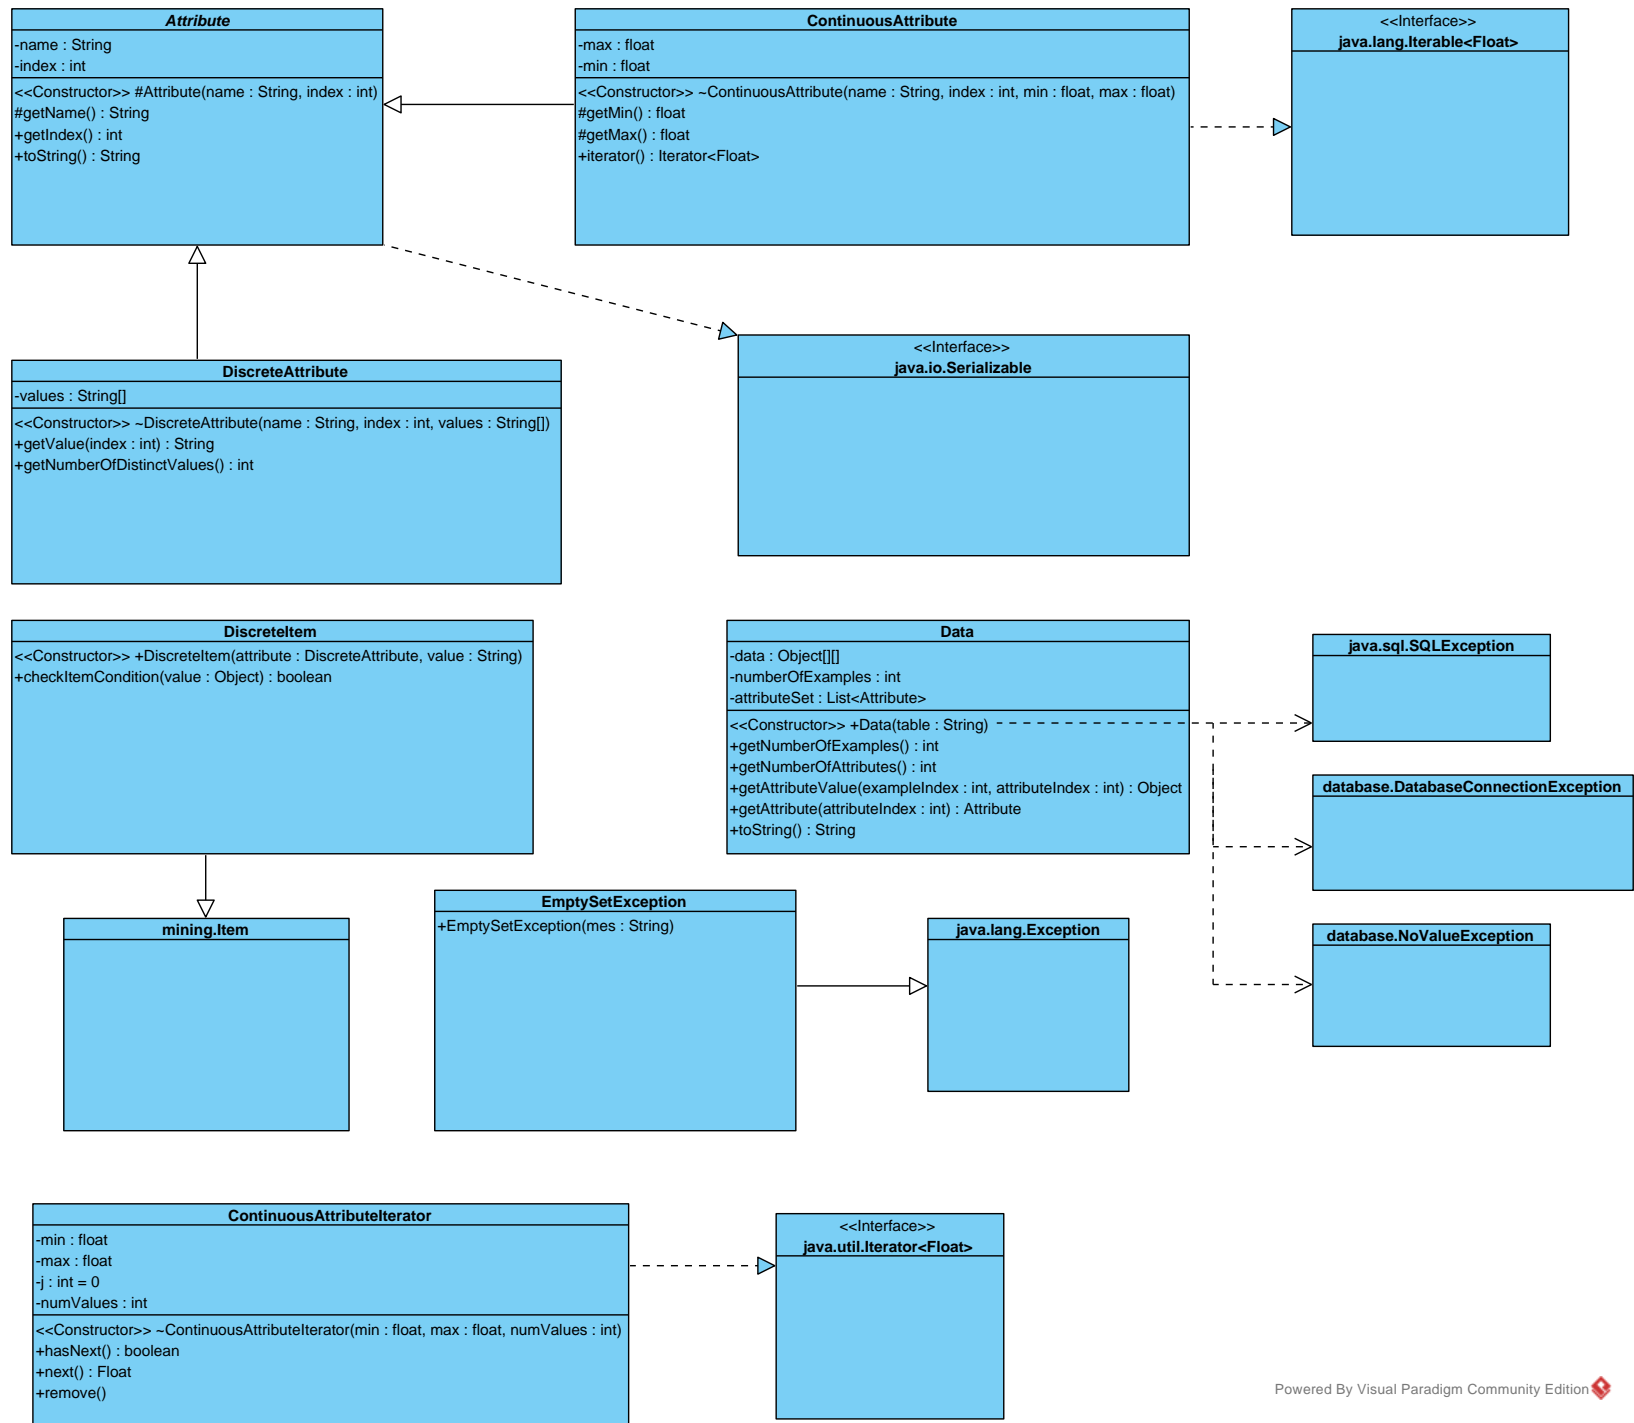 Attribute
-name : String
-index : int
<<Constructor>> #Attribute(name : String, index : int)
#getName() : String
+getIndex() : int
+toString() : String
ContinuousAttribute
-max : float
-min : float
<<Constructor>> ~ContinuousAttribute(name : String, index : int, min : float, max : float)
#getMin() : float
#getMax() : float
+iterator() : Iterator<Float>
<<Interface>>
java.lang.Iterable<Float>
DiscreteAttribute
-values : String[]
<<Constructor>> ~DiscreteAttribute(name : String, index : int, values : String[])
+getValue(index : int) : String
+getNumberOfDistinctValues() : int
<<Interface>>
java.io.Serializable
DiscreteItem
<<Constructor>> +DiscreteItem(attribute : DiscreteAttribute, value : String)
+checkItemCondition(value : Object) : boolean
Data
-data : Object[][]
-numberOfExamples : int
-attributeSet : List<Attribute>
<<Constructor>> +Data(table : String)
+getNumberOfExamples() : int
+getNumberOfAttributes() : int
+getAttributeValue(exampleIndex : int, attributeIndex : int) : Object
+getAttribute(attributeIndex : int) : Attribute
+toString() : String
java.sql.SQLException
database.DatabaseConnectionException
database.NoValueException
mining.Item
EmptySetException
+EmptySetException(mes : String)
java.lang.Exception
ContinuousAttributeIterator
-min : float
-max : float
-j : int = 0
-numValues : int
<<Constructor>> ~ContinuousAttributeIterator(min : float, max : float, numValues : int)
+hasNext() : boolean
+next() : Float
+remove()
<<Interface>>
java.util.Iterator<Float>
Powered By Visual Paradigm Community Edition